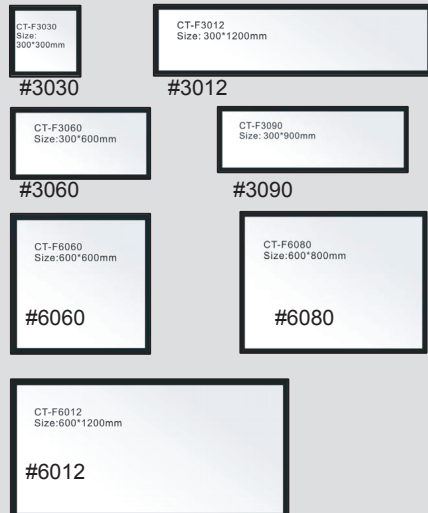 CT-F3030
Size:
300*300mm
#3030
CT-F3012
Size: 300*1200mm
#3012
CT-F3060
Size:300*600mm
#3060
CT-F3090
Size: 300*900mm
#3090
CT-F6060
Size:600*600mm
#6060
CT-F6080
Size:600*800mm
#6080
CT-F6012
Size:600*1200mm
#6012